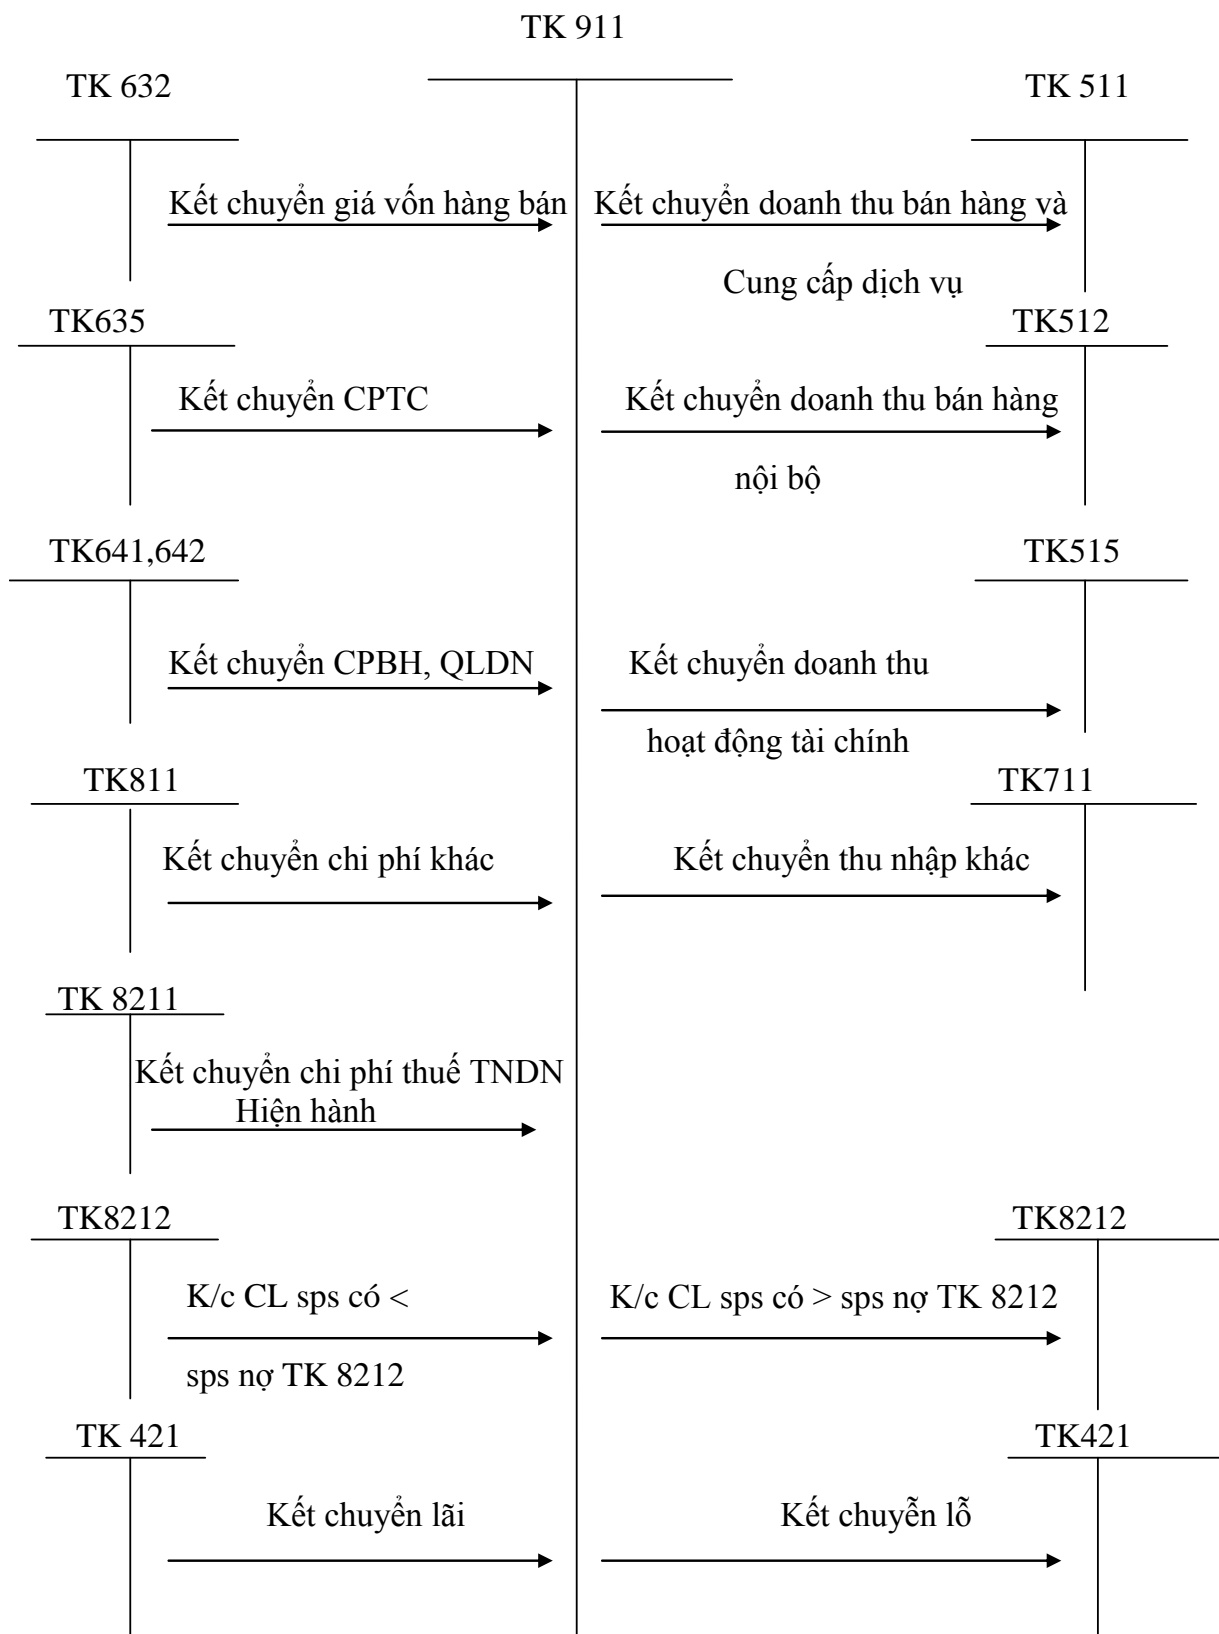 TK 911
TK 632
TK 511
Kết chuyển giá vốn hàng bán
Kết chuyển doanh thu bán hàng và
Cung cấp dịch vụ
TK635
TK512
Kết chuyển CPTC
Kết chuyển doanh thu bán hàng
nội bộ
TK641,642
TK515
Kết chuyển CPBH, QLDN
Kết chuyển doanh thu
hoạt động tài chính
TK811
TK711
Kết chuyển chi phí khác
Kết chuyển thu nhập khác
TK 8211
Kết chuyển chi phí thuế TNDN
Hiện hành
TK8212
TK8212
K/c CL sps có <
sps nợ TK 8212
K/c CL sps có > sps nợ TK 8212
TK 421
TK421
Kết chuyển lãi
Kết chuyễn lỗ